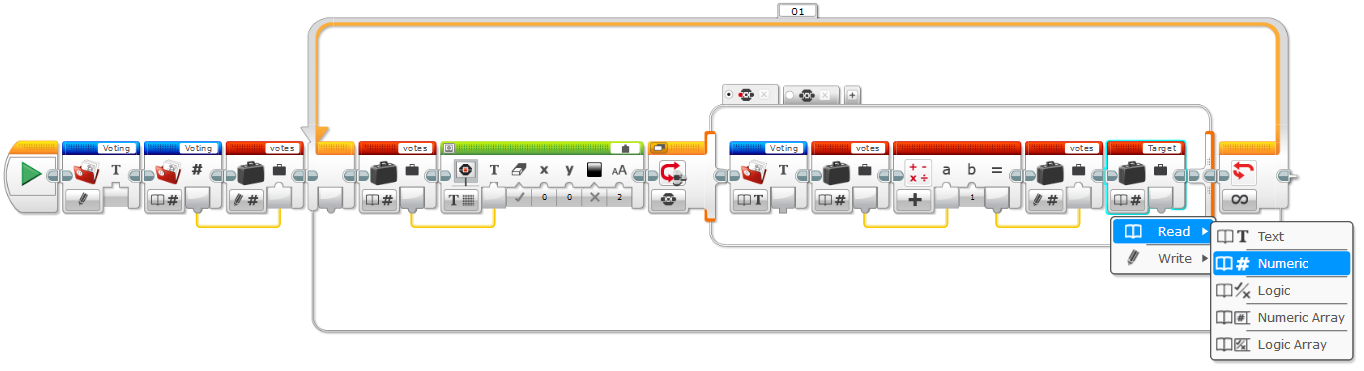 01
Voting
T
Voting
#
votes
#
#
votes
#
T
x
y
AA
T
0
0
2
Voting
T
T
votes
#
a
b
=
1
votes
#
Target
#
Read
Write
T Text
# Numeric
Logic
# Numeric Array
Logic Array